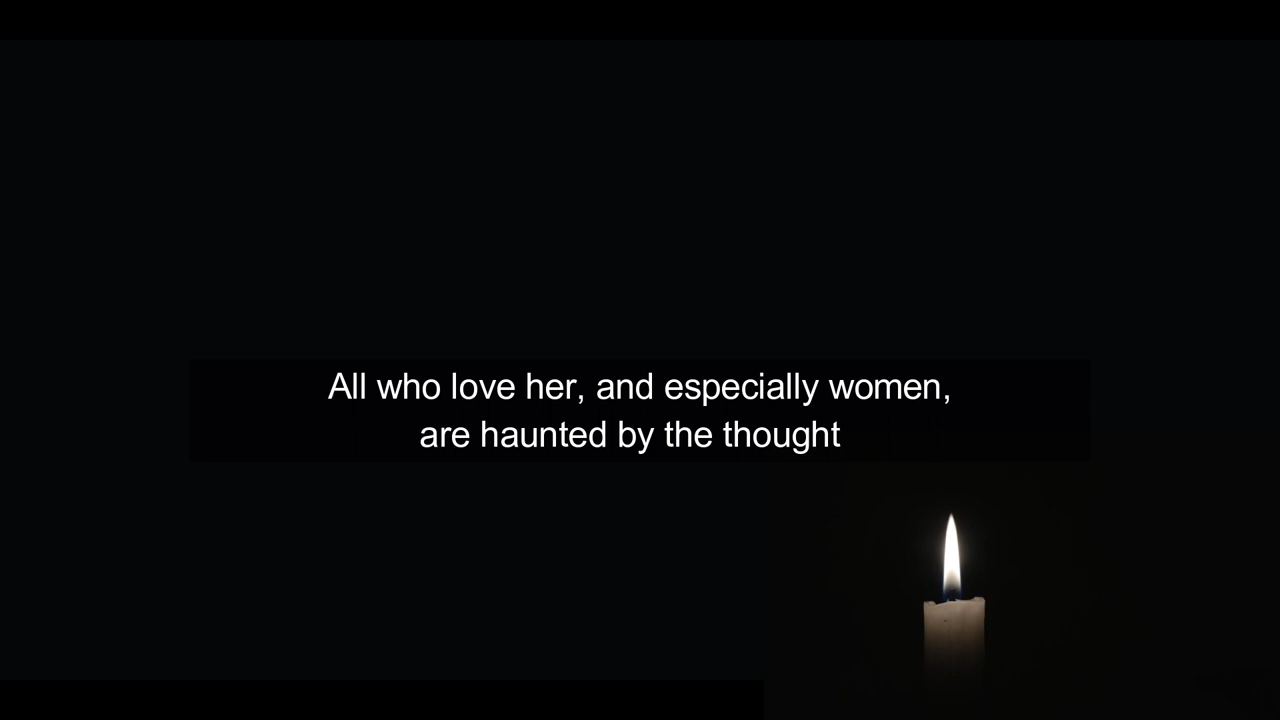 All who love her, and especially women,
are haunted by the thought